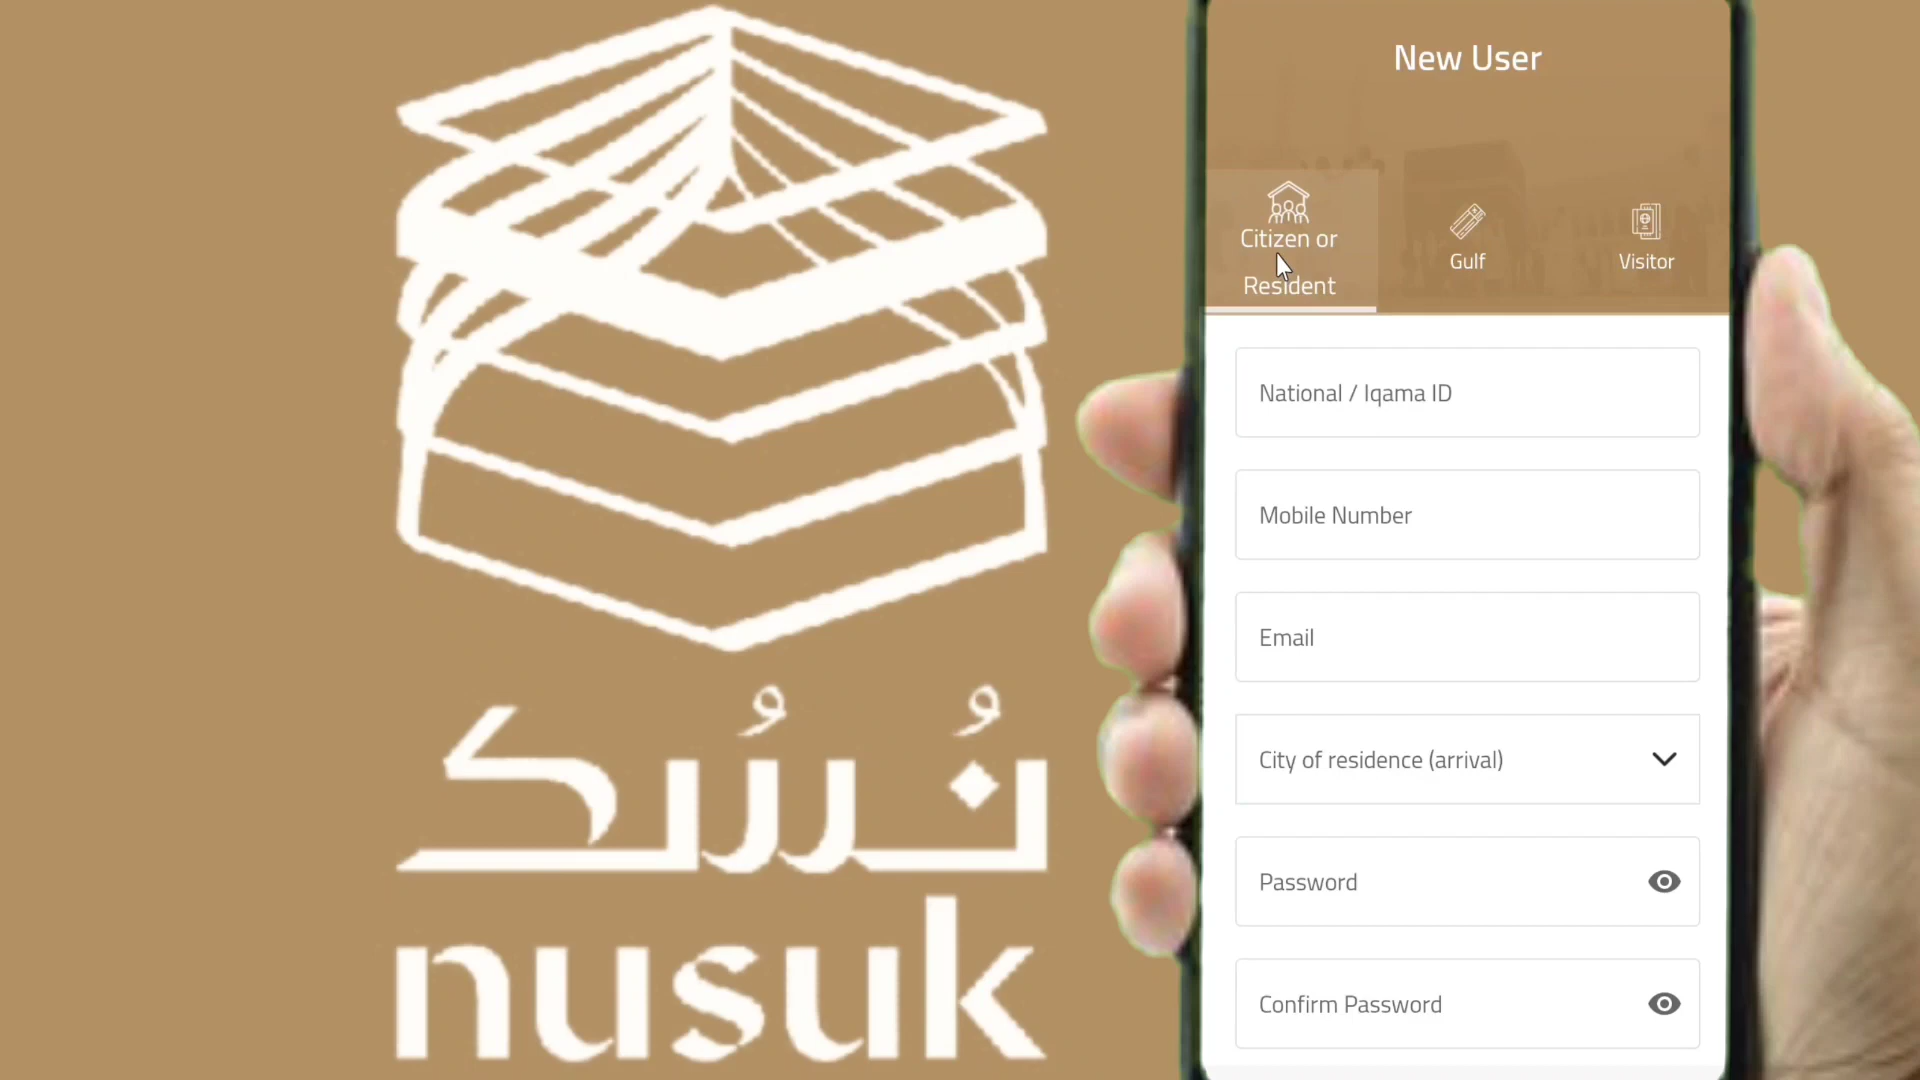 نُسُك
nusuk
New User
Citizen or
Resident
Gulf
Visitor
National / Iqama ID
Mobile Number
Email
City of residence (arrival)
Password
Confirm Password